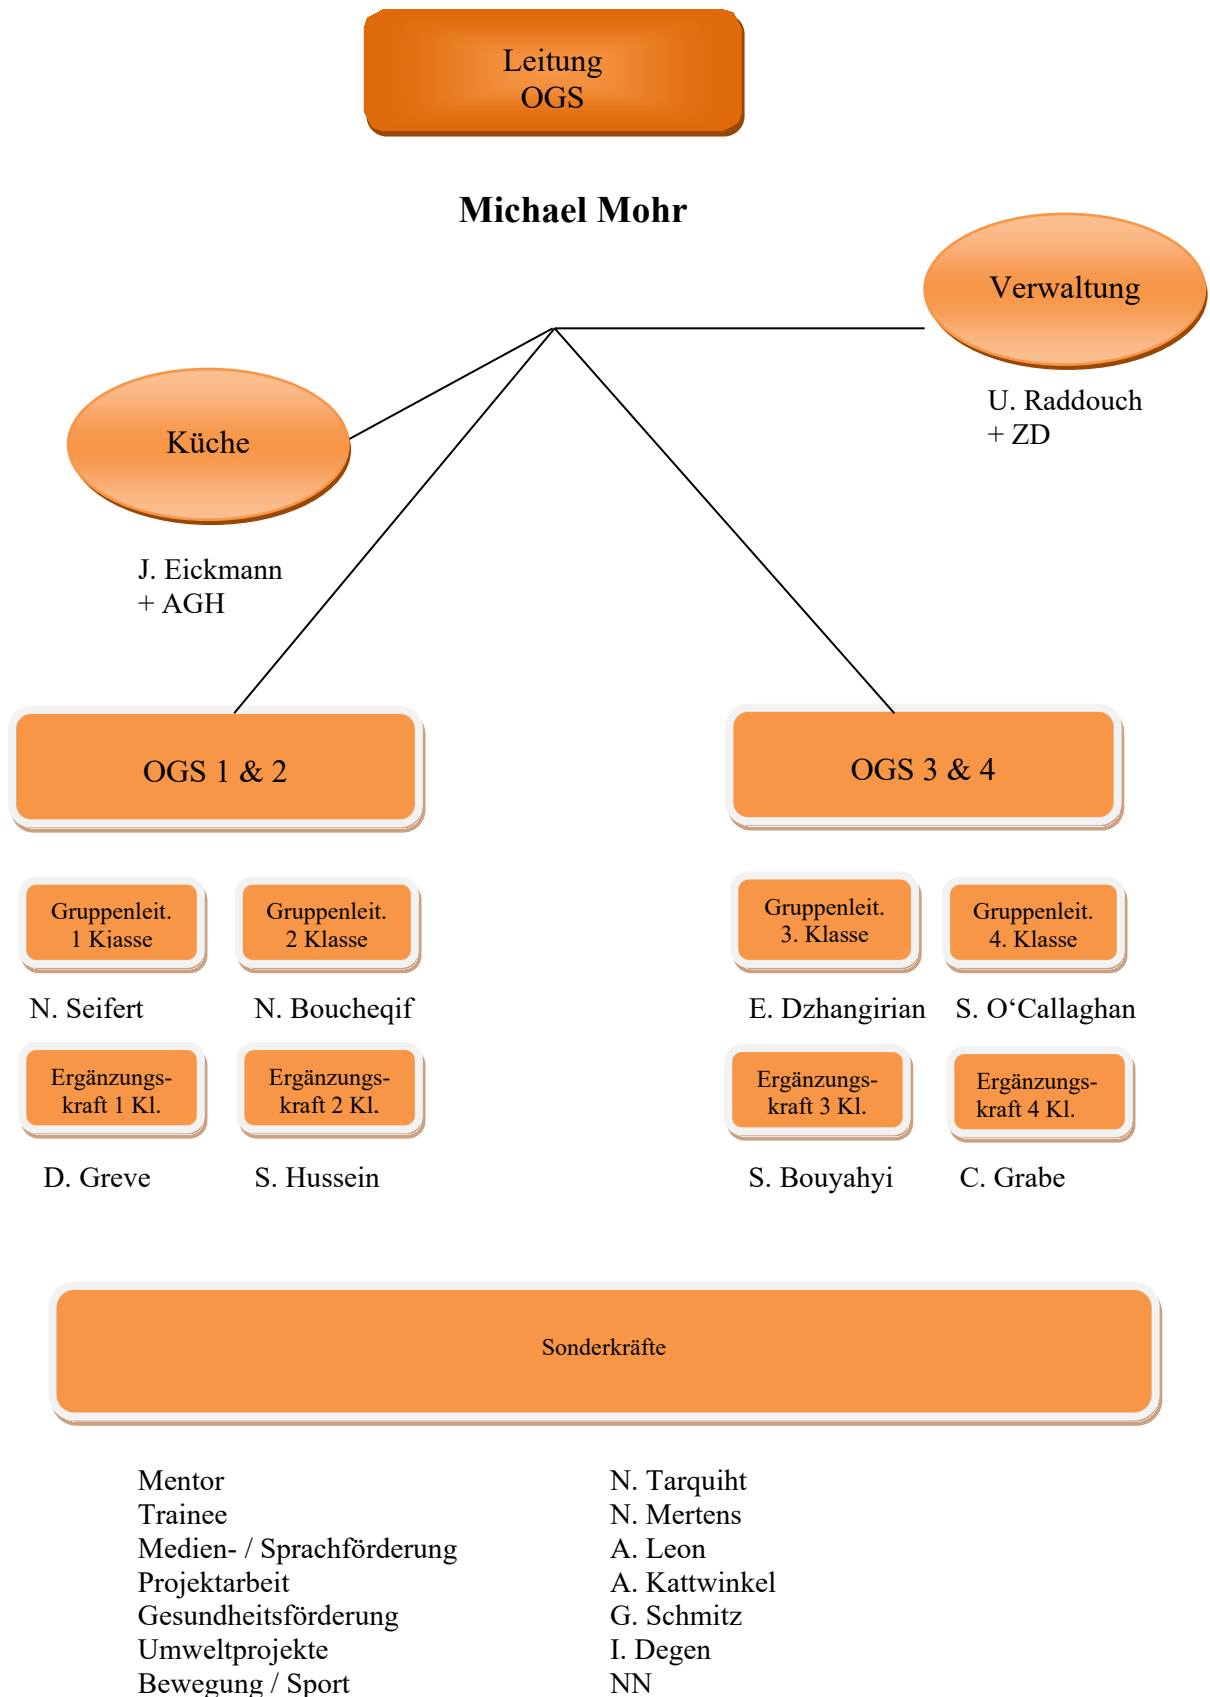 Leitung
OGS
Michael Mohr
Verwaltung
U. Raddouch
+ ZD
Küche
J. Eickmann
+ AGH
OGS 1 & 2
OGS 3 & 4
Gruppenleit.
1 Kjasse
Gruppenleit.
2 Klasse
Gruppenleit.
3. Klasse
Gruppenleit.
4. Klasse
N. Seifert
N. Boucheqif
E. Dzhangirian
S. O‘Callaghan
Ergänzungs-
kraft 1 Kl.
Ergänzungs-
kraft 2 Kl.
Ergänzungs-
kraft 3 Kl.
Ergänzungs-
kraft 4 Kl.
D. Greve
S. Hussein
S. Bouyahyi
C. Grabe
Sonderkräfte
Mentor N. Tarquiht
Trainee N. Mertens
Medien- / Sprachförderung A. Leon
Projektarbeit A. Kattwinkel
Gesundheitsförderung G. Schmitz
Umweltprojekte I. Degen
Bewegung / Sport NN